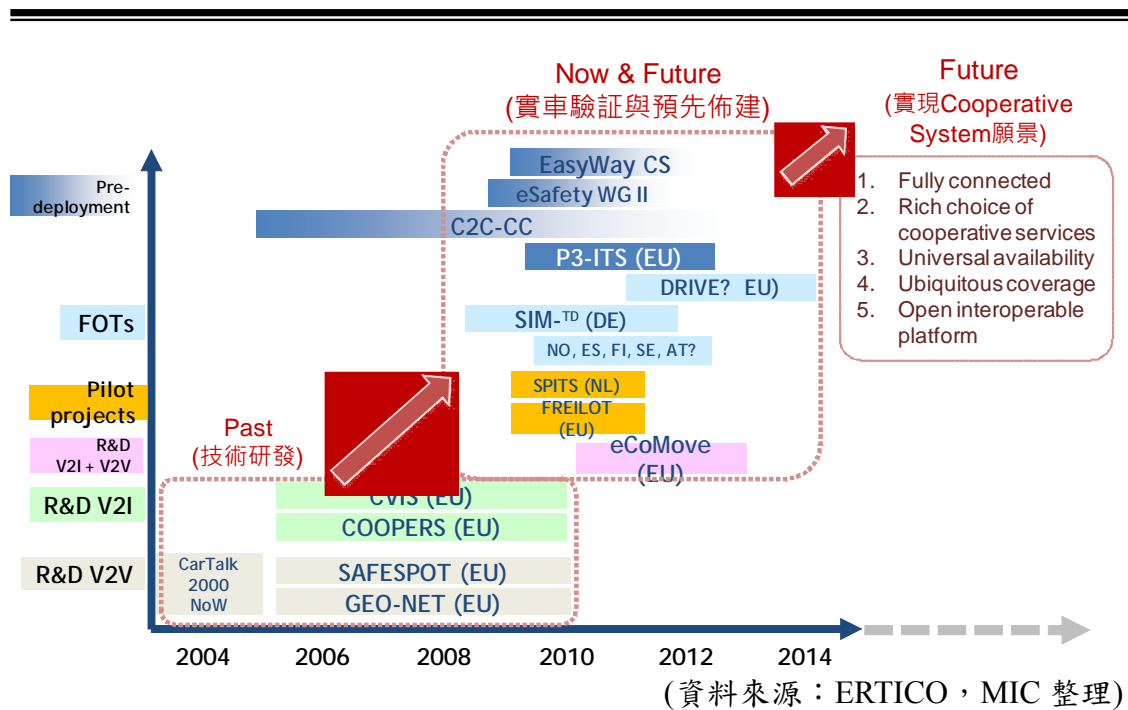 Now & Future
(實車驗証與預先佈建)
Future
(實現Cooperative
System願景)
Pre-
deployment
EasyWay CS
eSafety WG II
C2C-CC
P3-ITS (EU)
DRIVE? EU)
1. Fully connected
2. Rich choice of
cooperative services
3. Universal availability
4. Ubiquitous coverage
5. Open interoperable
platform
FOTs
SIM-TD (DE)
NO, ES, FI, SE, AT?
Pilot
projects
SPITS (NL)
FREILOT
(EU)
Past
(技術研發)
R&D
V2I + V2V
eCoMove
(EU)
R&D V2I
CVIS (EU)
COOPERS (EU)
R&D V2V
CarTalk
2000
NoW
SAFESPOT (EU)
GEO-NET (EU)
2004 2006 2008 2010 2012 2014
(資料來源：ERTICO，MIC 整理)